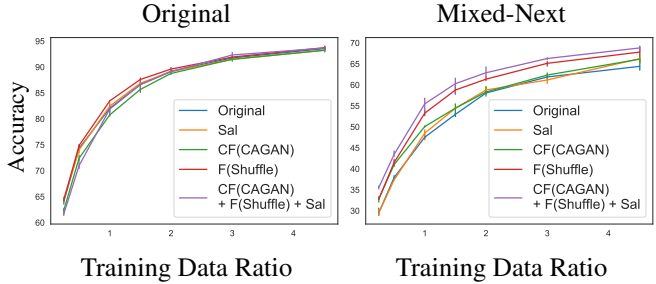 Original
Mixed-Next
Accuracy
95
90
85
80
75
70
65
60
Original
Sal
CF(CAGAN)
F(Shuffle)
CF(CAGAN)
+ F(Shuffle) + Sal
1 2 3 4
Training Data Ratio
70
65
60
55
50
45
40
35
30
Original
Sal
CF(CAGAN)
F(Shuffle)
CF(CAGAN)
+ F(Shuffle) + Sal
1 2 3 4
Training Data Ratio